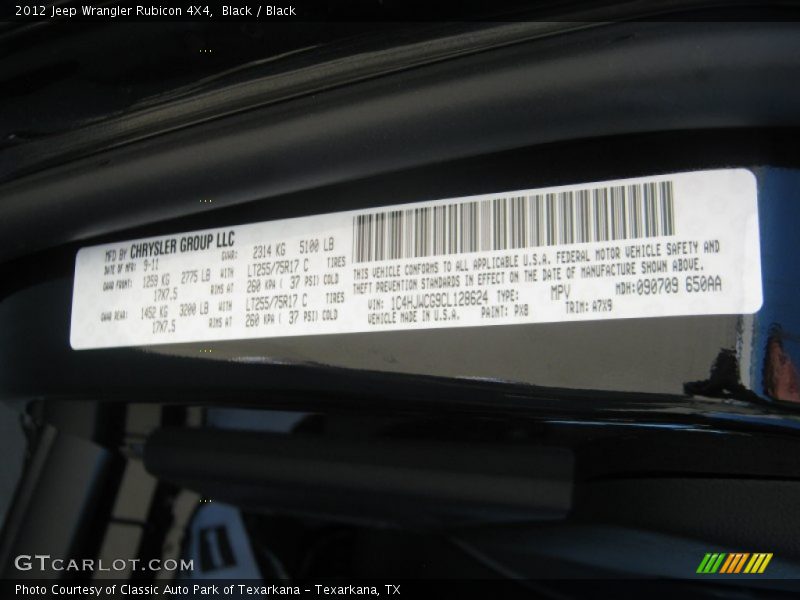 2012 Jeep Wrangler Rubicon 4X4, Black / Black
MFD BY CHRYSLER GROUP LLC
DATE OF MFR: 9-11 GVWR: 2314 KG 5100 LB
GAWR FRONT: 1259 KG 2775 LB WITH LT255/75R17 C TIRES
17X7.5 RIMS AT 260 KPA ( 37 PSI) COLD
GAWR REAR: 1452 KG 3200 LB WITH LT255/75R17 C TIRES
17X7.5 RIMS AT 260 KPA ( 37 PSI) COLD
THIS VEHICLE CONFORMS TO ALL APPLICABLE U.S.A. FEDERAL MOTOR VEHICLE SAFETY AND
THEFT PREVENTION STANDARDS IN EFFECT ON THE DATE OF MANUFACTURE SHOWN ABOVE.
VIN: 1C4HJWCG9CL128624 TYPE: MPV MDH: 090709 650AA
VEHICLE MADE IN U.S.A. PAINT: PX8 TRIM: A7X9
GTCARLOT.COM
Photo Courtesy of Classic Auto Park of Texarkana – Texarkana, TX